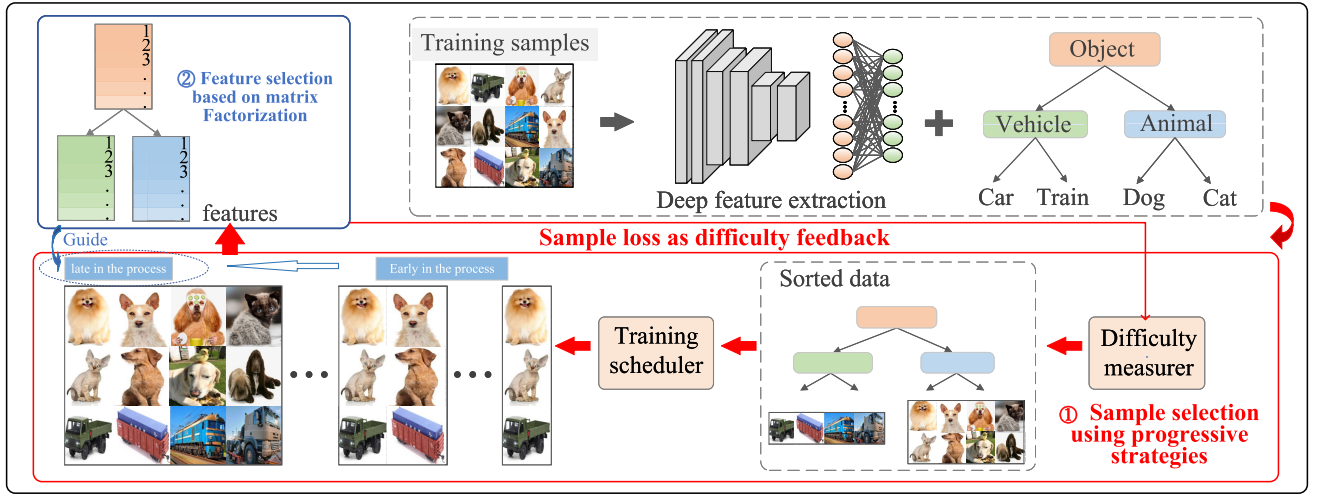 1
2
3
.
.
② Feature selection
based on matrix
Factorization
1
2
3
.
.
1
2
3
.
.
features
Training samples
Deep feature extraction
Object
Vehicle
Animal
Car
Train
Dog
Cat
Guide
Sample loss as difficulty feedback
late in the process
Early in the process
Sorted data
Training
scheduler
Difficulty
measurer
① Sample selection
using progressive
strategies